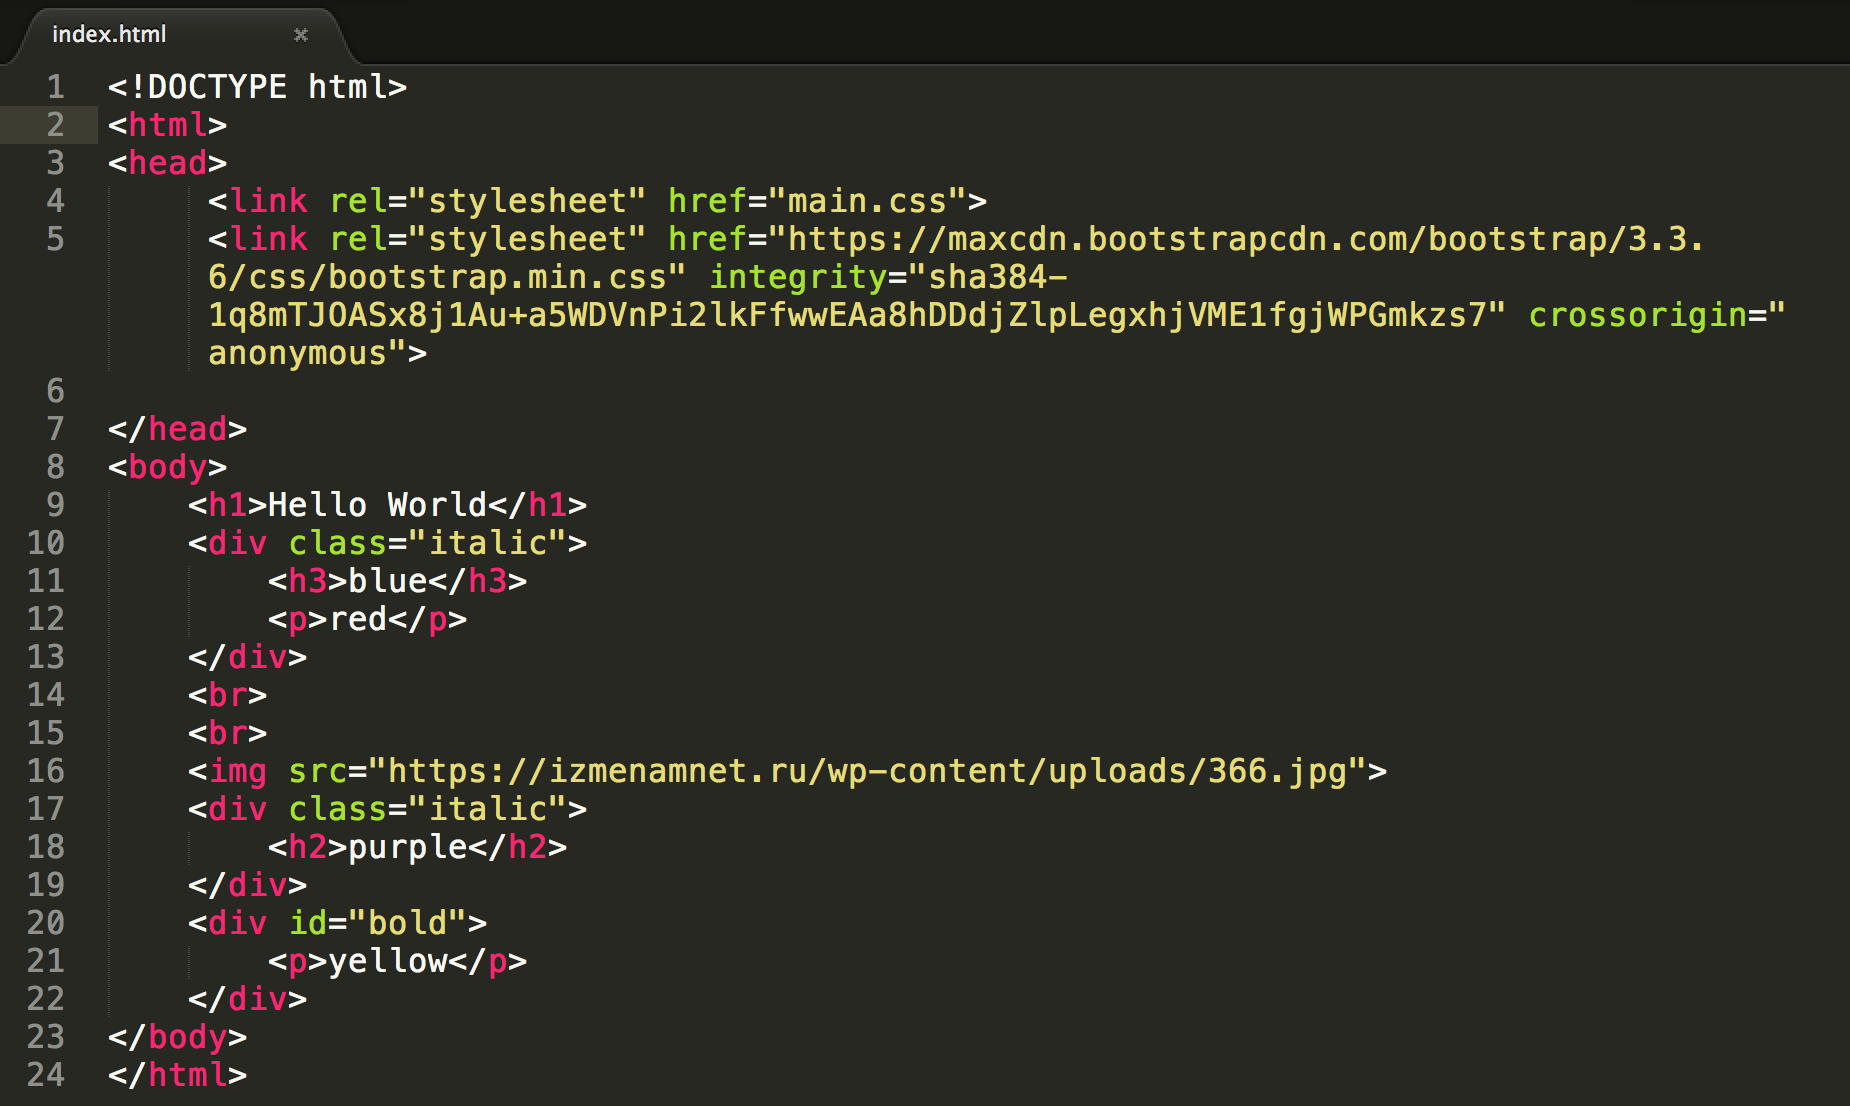 index.html ×
1 <!DOCTYPE html>
2 <html>
3 <head>
4 <link rel="stylesheet" href="main.css">
5 <link rel="stylesheet" href="https://maxcdn.bootstrapcdn.com/bootstrap/3.3.
6/css/bootstrap.min.css" integrity="sha384-
1q8mTJOASx8j1Au+a5WDVnPi2lkFfwwEAa8hDDdjZlpLegxhjVME1fgjWPGmkzs7" crossorigin="
anonymous">
6
7 </head>
8 <body>
9 <h1>Hello World</h1>
10 <div class="italic">
11 <h3>blue</h3>
12 <p>red</p>
13 </div>
14 <br>
15 <br>
16 <img src="https://izmenamnet.ru/wp-content/uploads/366.jpg">
17 <div class="italic">
18 <h2>purple</h2>
19 </div>
20 <div id="bold">
21 <p>yellow</p>
22 </div>
23 </body>
24 </html>